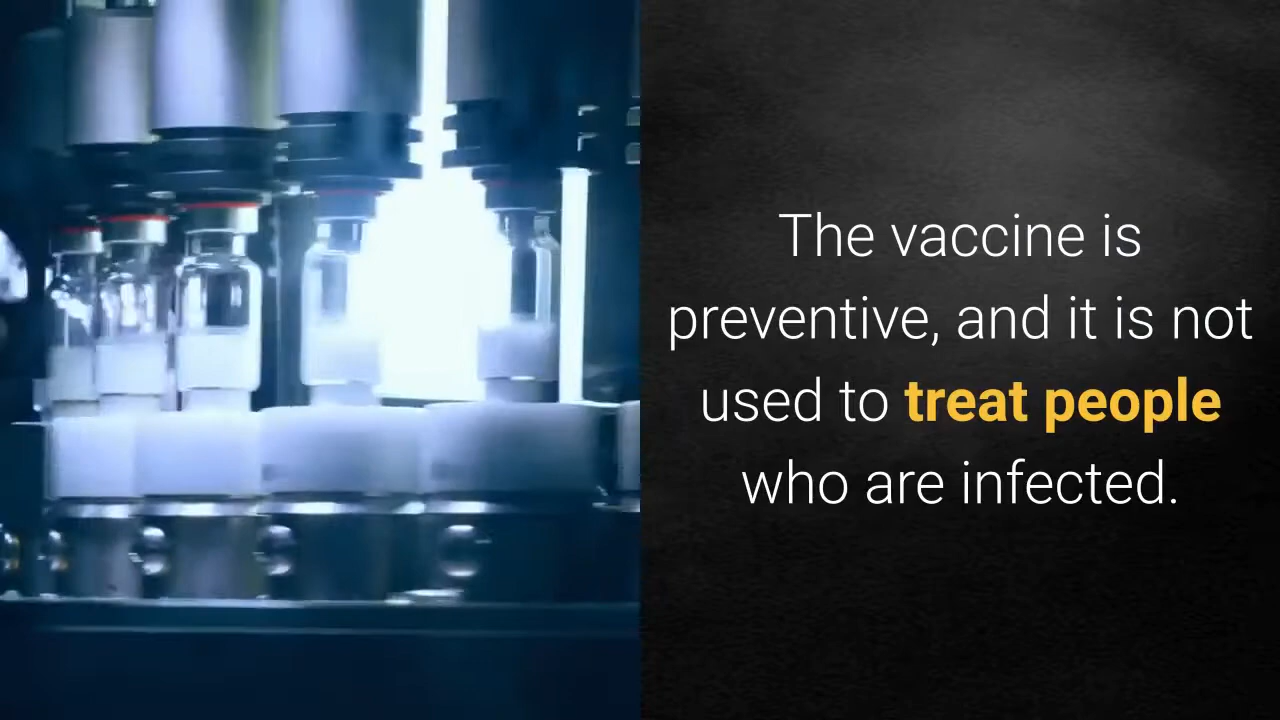 The vaccine is
preventive, and it is not
used to treat people
who are infected.